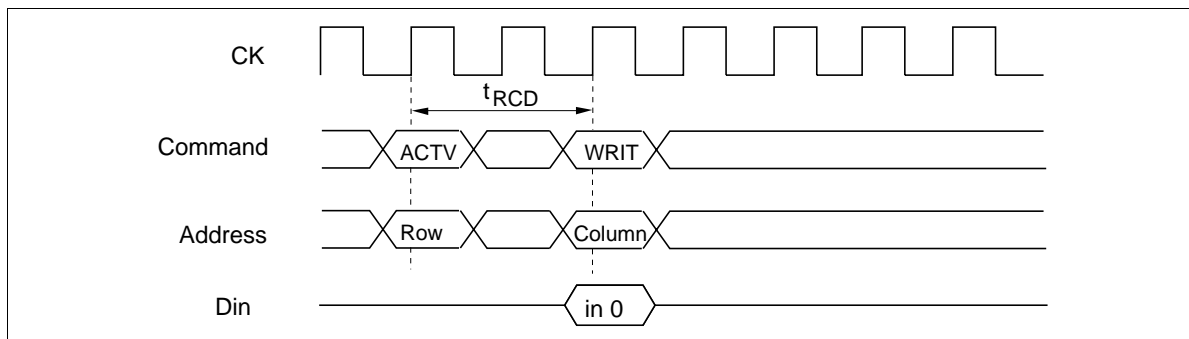 CK
tRCD
Command ACTV WRIT
Address Row Column
Din in 0